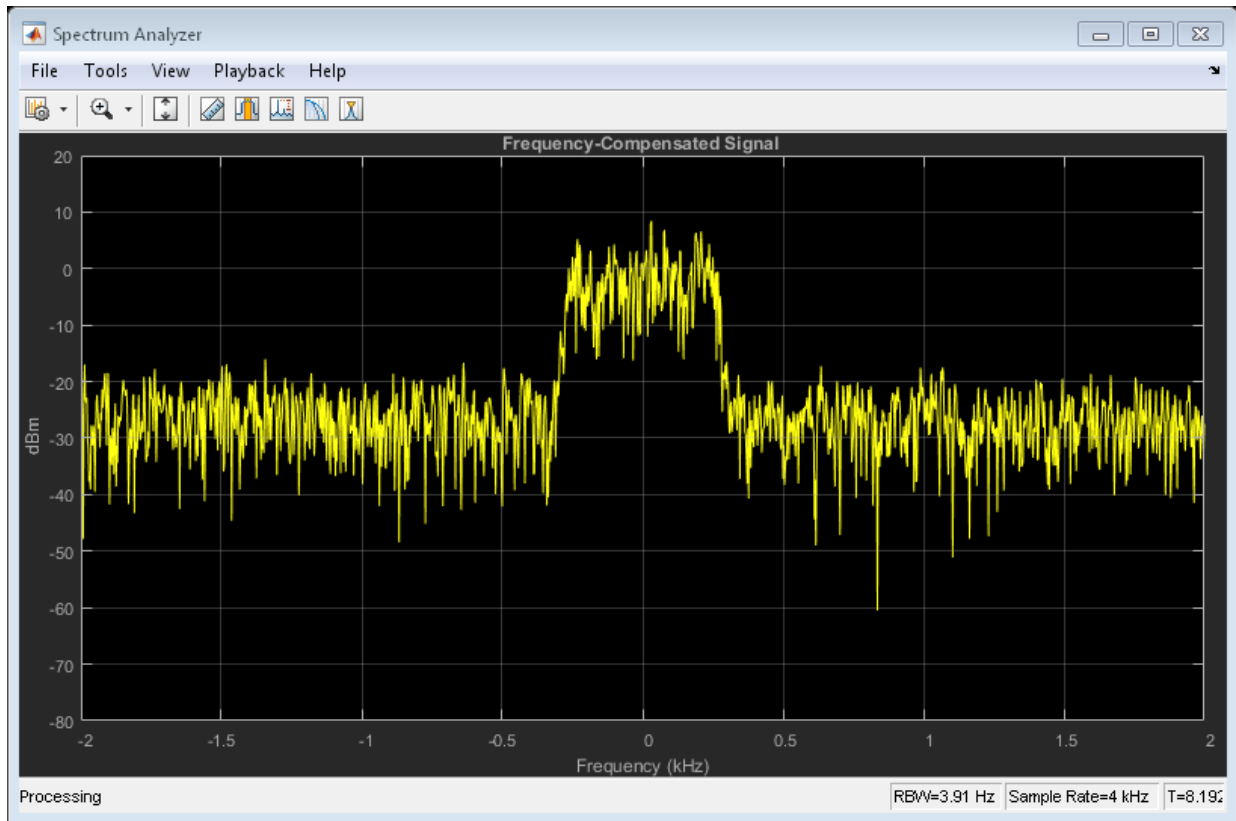 Spectrum Analyzer
File Tools View Playback Help
Frequency-Compensated Signal
20
10
0
-10
-20
-30
-40
-50
-60
-70
-80
dBm
-2 -1.5 -1 -0.5 0 0.5 1 1.5 2
Frequency (kHz)
Processing RBW=3.91 Hz Sample Rate=4 kHz T=8.192